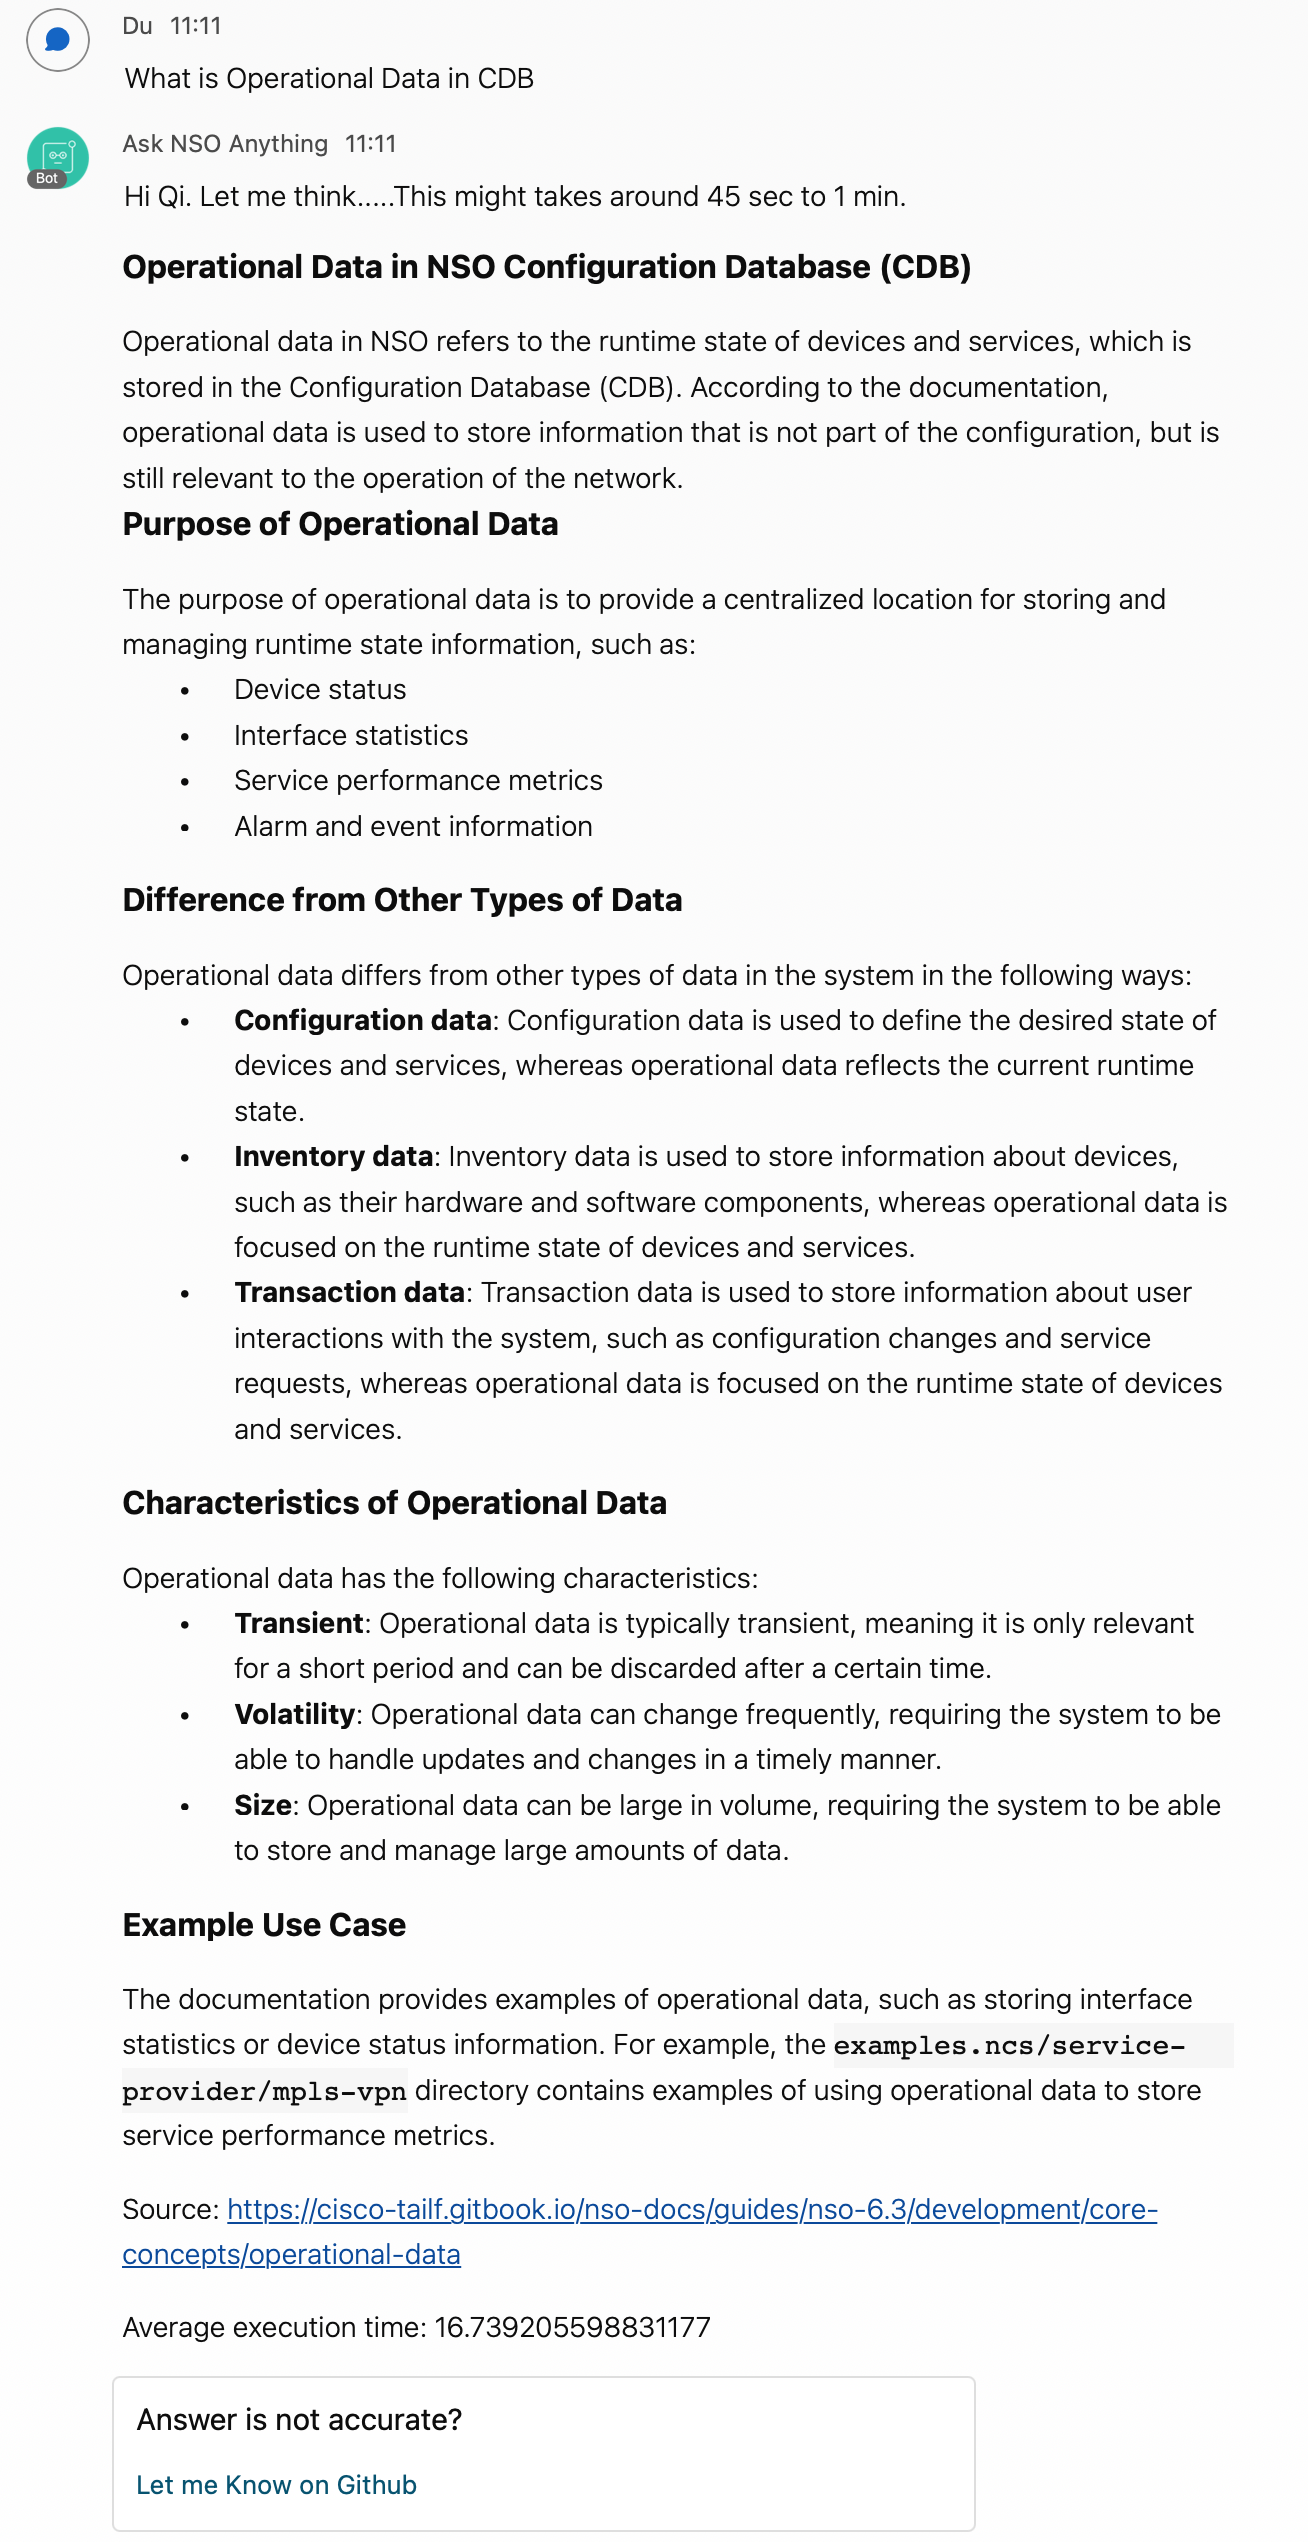 Du 11:11
What is Operational Data in CDB
Ask NSO Anything 11:11
Bot
Hi Qi. Let me think.....This might takes around 45 sec to 1 min.
Operational Data in NSO Configuration Database (CDB)
Operational data in NSO refers to the runtime state of devices and services, which is
stored in the Configuration Database (CDB). According to the documentation,
operational data is used to store information that is not part of the configuration, but is
still relevant to the operation of the network.
Purpose of Operational Data
The purpose of operational data is to provide a centralized location for storing and
managing runtime state information, such as:
• Device status
• Interface statistics
• Service performance metrics
• Alarm and event information
Difference from Other Types of Data
Operational data differs from other types of data in the system in the following ways:
• Configuration data: Configuration data is used to define the desired state of
devices and services, whereas operational data reflects the current runtime
state.
• Inventory data: Inventory data is used to store information about devices,
such as their hardware and software components, whereas operational data is
focused on the runtime state of devices and services.
• Transaction data: Transaction data is used to store information about user
interactions with the system, such as configuration changes and service
requests, whereas operational data is focused on the runtime state of devices
and services.
Characteristics of Operational Data
Operational data has the following characteristics:
• Transient: Operational data is typically transient, meaning it is only relevant
for a short period and can be discarded after a certain time.
• Volatility: Operational data can change frequently, requiring the system to be
able to handle updates and changes in a timely manner.
• Size: Operational data can be large in volume, requiring the system to be able
to store and manage large amounts of data.
Example Use Case
The documentation provides examples of operational data, such as storing interface
statistics or device status information. For example, the examples.ncs/service-
provider/mpls-vpn directory contains examples of using operational data to store
service performance metrics.
Source: https://cisco-tailf.gitbook.io/nso-docs/guides/nso-6.3/development/core-
concepts/operational-data
Average execution time: 16.739205598831177
Answer is not accurate?
Let me Know on Github